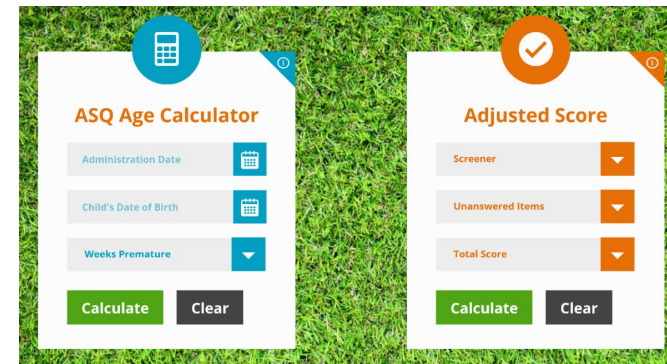 ASQ Age Calculator
Administration Date
Child's Date of Birth
Weeks Premature
Calculate
Clear
Adjusted Score
Screener
Unanswered Items
Total Score
Calculate
Clear